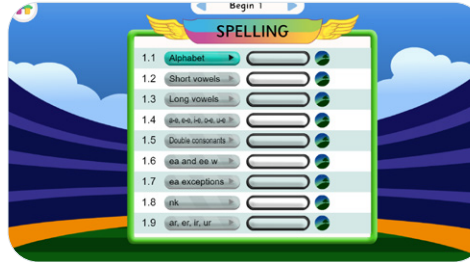 Begin 1
SPELLING
1.1 Alphabet
1.2 Short vowels
1.3 Long vowels
1.4 a-e, e-e, i-e, o-e, u-e
1.5 Double consonants
1.6 ea and ee w
1.7 ea exceptions
1.8 nk
1.9 ar, er, ir, ur